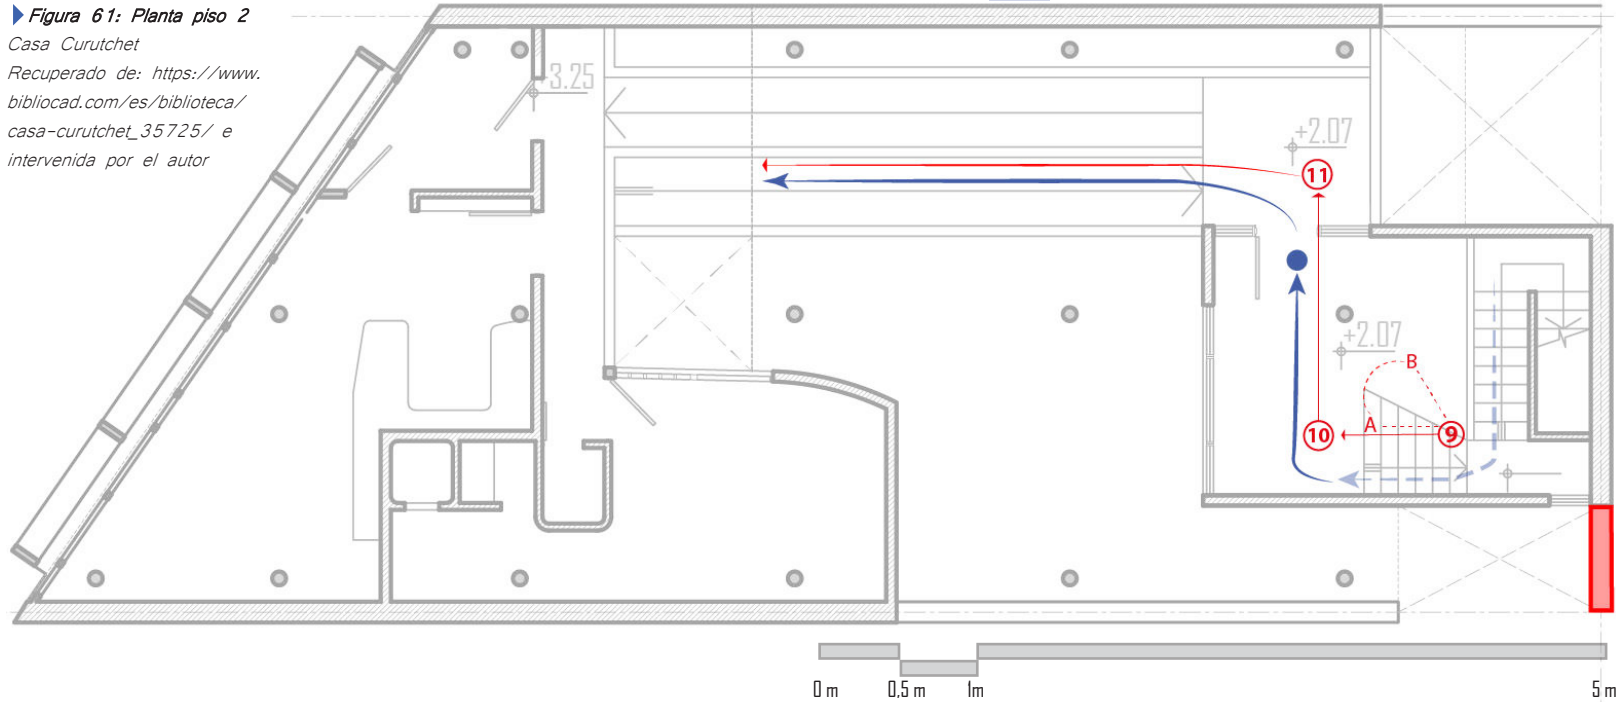 Figura 61: Planta piso 2
Casa Curutchet
Recuperado de: https://www.
bibliocad.com/es/biblioteca/
casa-curutchet_35725/ e
intervenida por el autor
3.25
+2.07
11
+2.07
B
A
10
9
0 m
0,5 m
1m
5 m